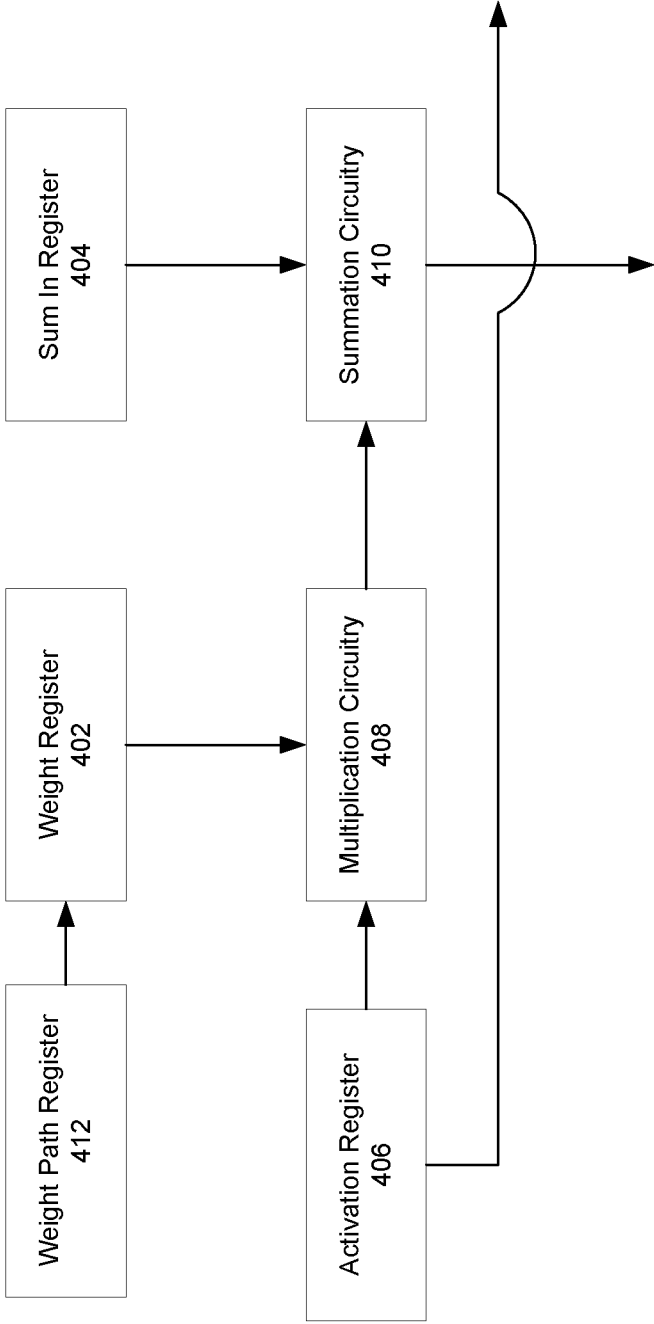 Weight Path Register
412
Weight Register
402
Sum In Register
404
Activation Register
406
Multiplication Circuitry
408
Summation Circuitry
410